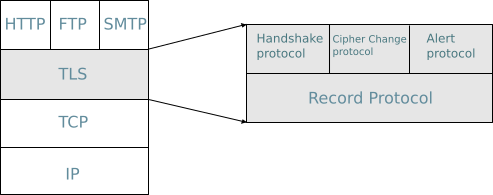 HTTP FTP SMTP
TLS
TCP
IP
Handshake protocol
Cipher Change protocol
Alert protocol
Record Protocol